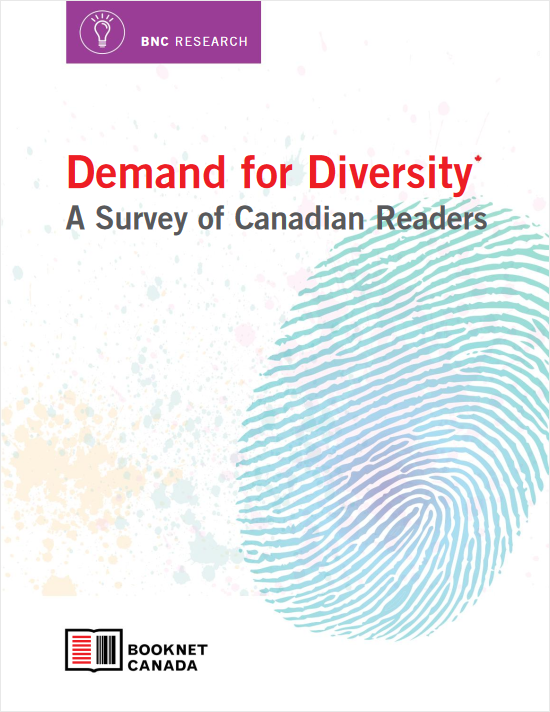 BNC RESEARCH
Demand for Diversity
A Survey of Canadian Readers
BOOKNET
CANADA